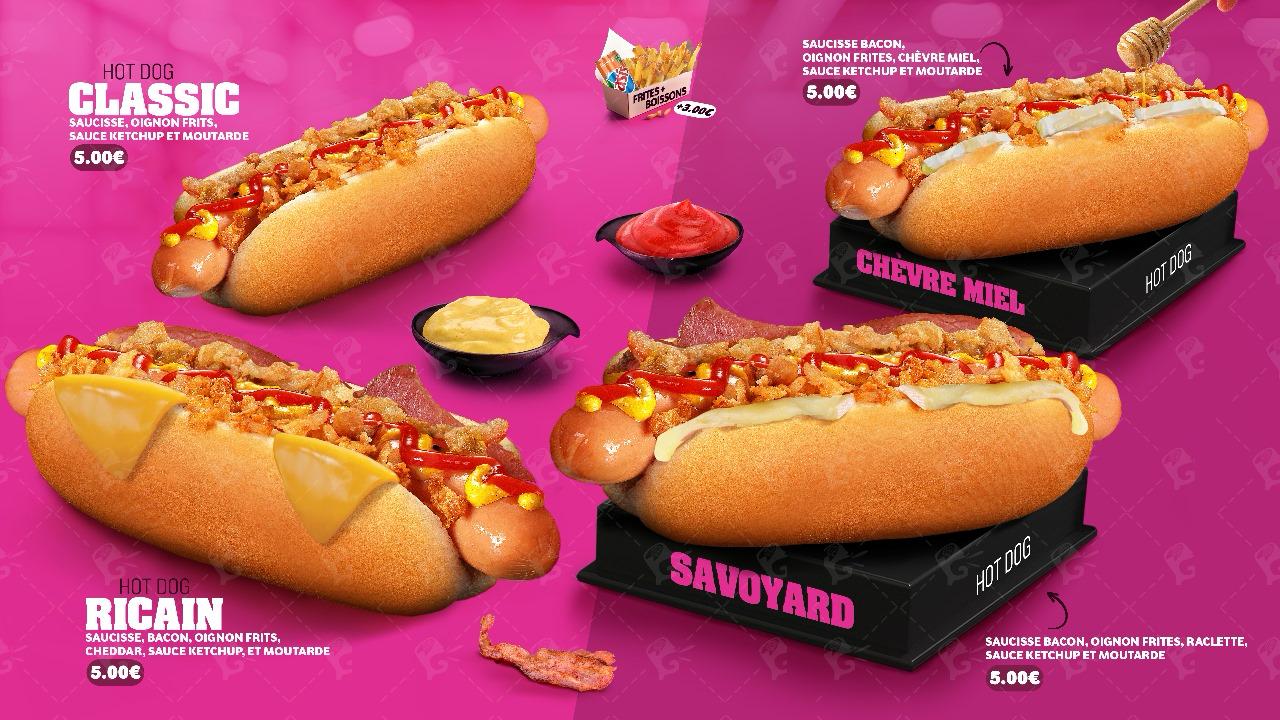 HOT DOG
CLASSIC
SAUCISSE, OIGNON FRITS,
SAUCE KETCHUP ET MOUTARDE
5.00€
FRITES+
BOISSONS
+3.00€
SAUCISSE BACON,
OIGNON FRITES, CHÈVRE MIEL,
SAUCE KETCHUP ET MOUTARDE
5.00€
CHÈVRE MIEL
HOT DOG
HOT DOG
RICAIN
SAUCISSE, BACON, OIGNON FRITS,
CHEDDAR, SAUCE KETCHUP, ET MOUTARDE
5.00€
SAVOYARD
HOT DOG
SAUCISSE BACON, OIGNON FRITES, RACLETTE,
SAUCE KETCHUP ET MOUTARDE
5.00€